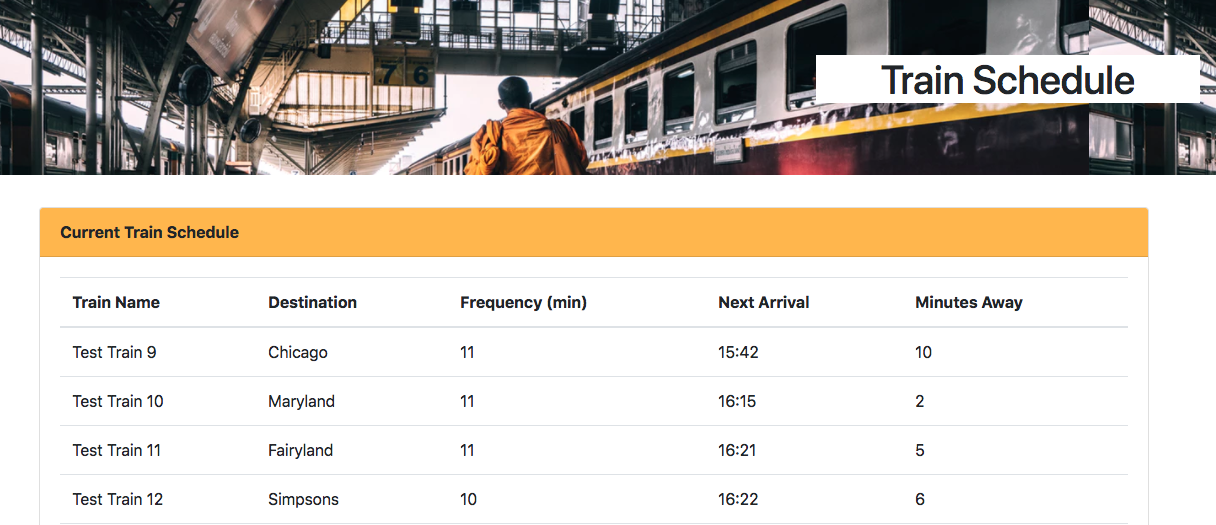 7 6
Train Schedule
Current Train Schedule
Train Name Destination Frequency (min) Next Arrival Minutes Away
Test Train 9 Chicago 11 15:42 10
Test Train 10 Maryland 11 16:15 2
Test Train 11 Fairyland 11 16:21 5
Test Train 12 Simpsons 10 16:22 6